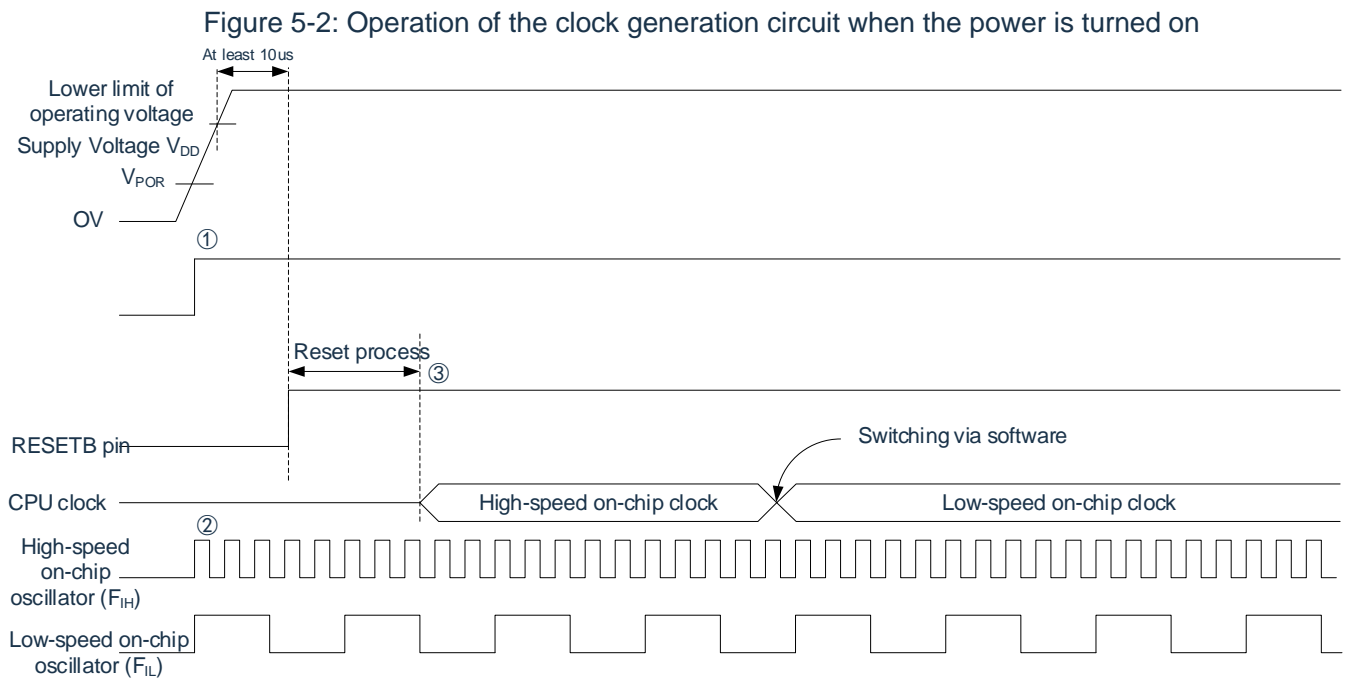 Figure 5-2: Operation of the clock generation circuit when the power is turned on
At least 10us
Lower limit of
operating voltage
Supply Voltage VDD
VPOR
OV
①
Reset process
③
RESETB pin
Switching via software
CPU clock
High-speed on-chip clock
Low-speed on-chip clock
②
High-speed
on-chip
oscillator (FIH)
Low-speed on-chip
oscillator (FIL)